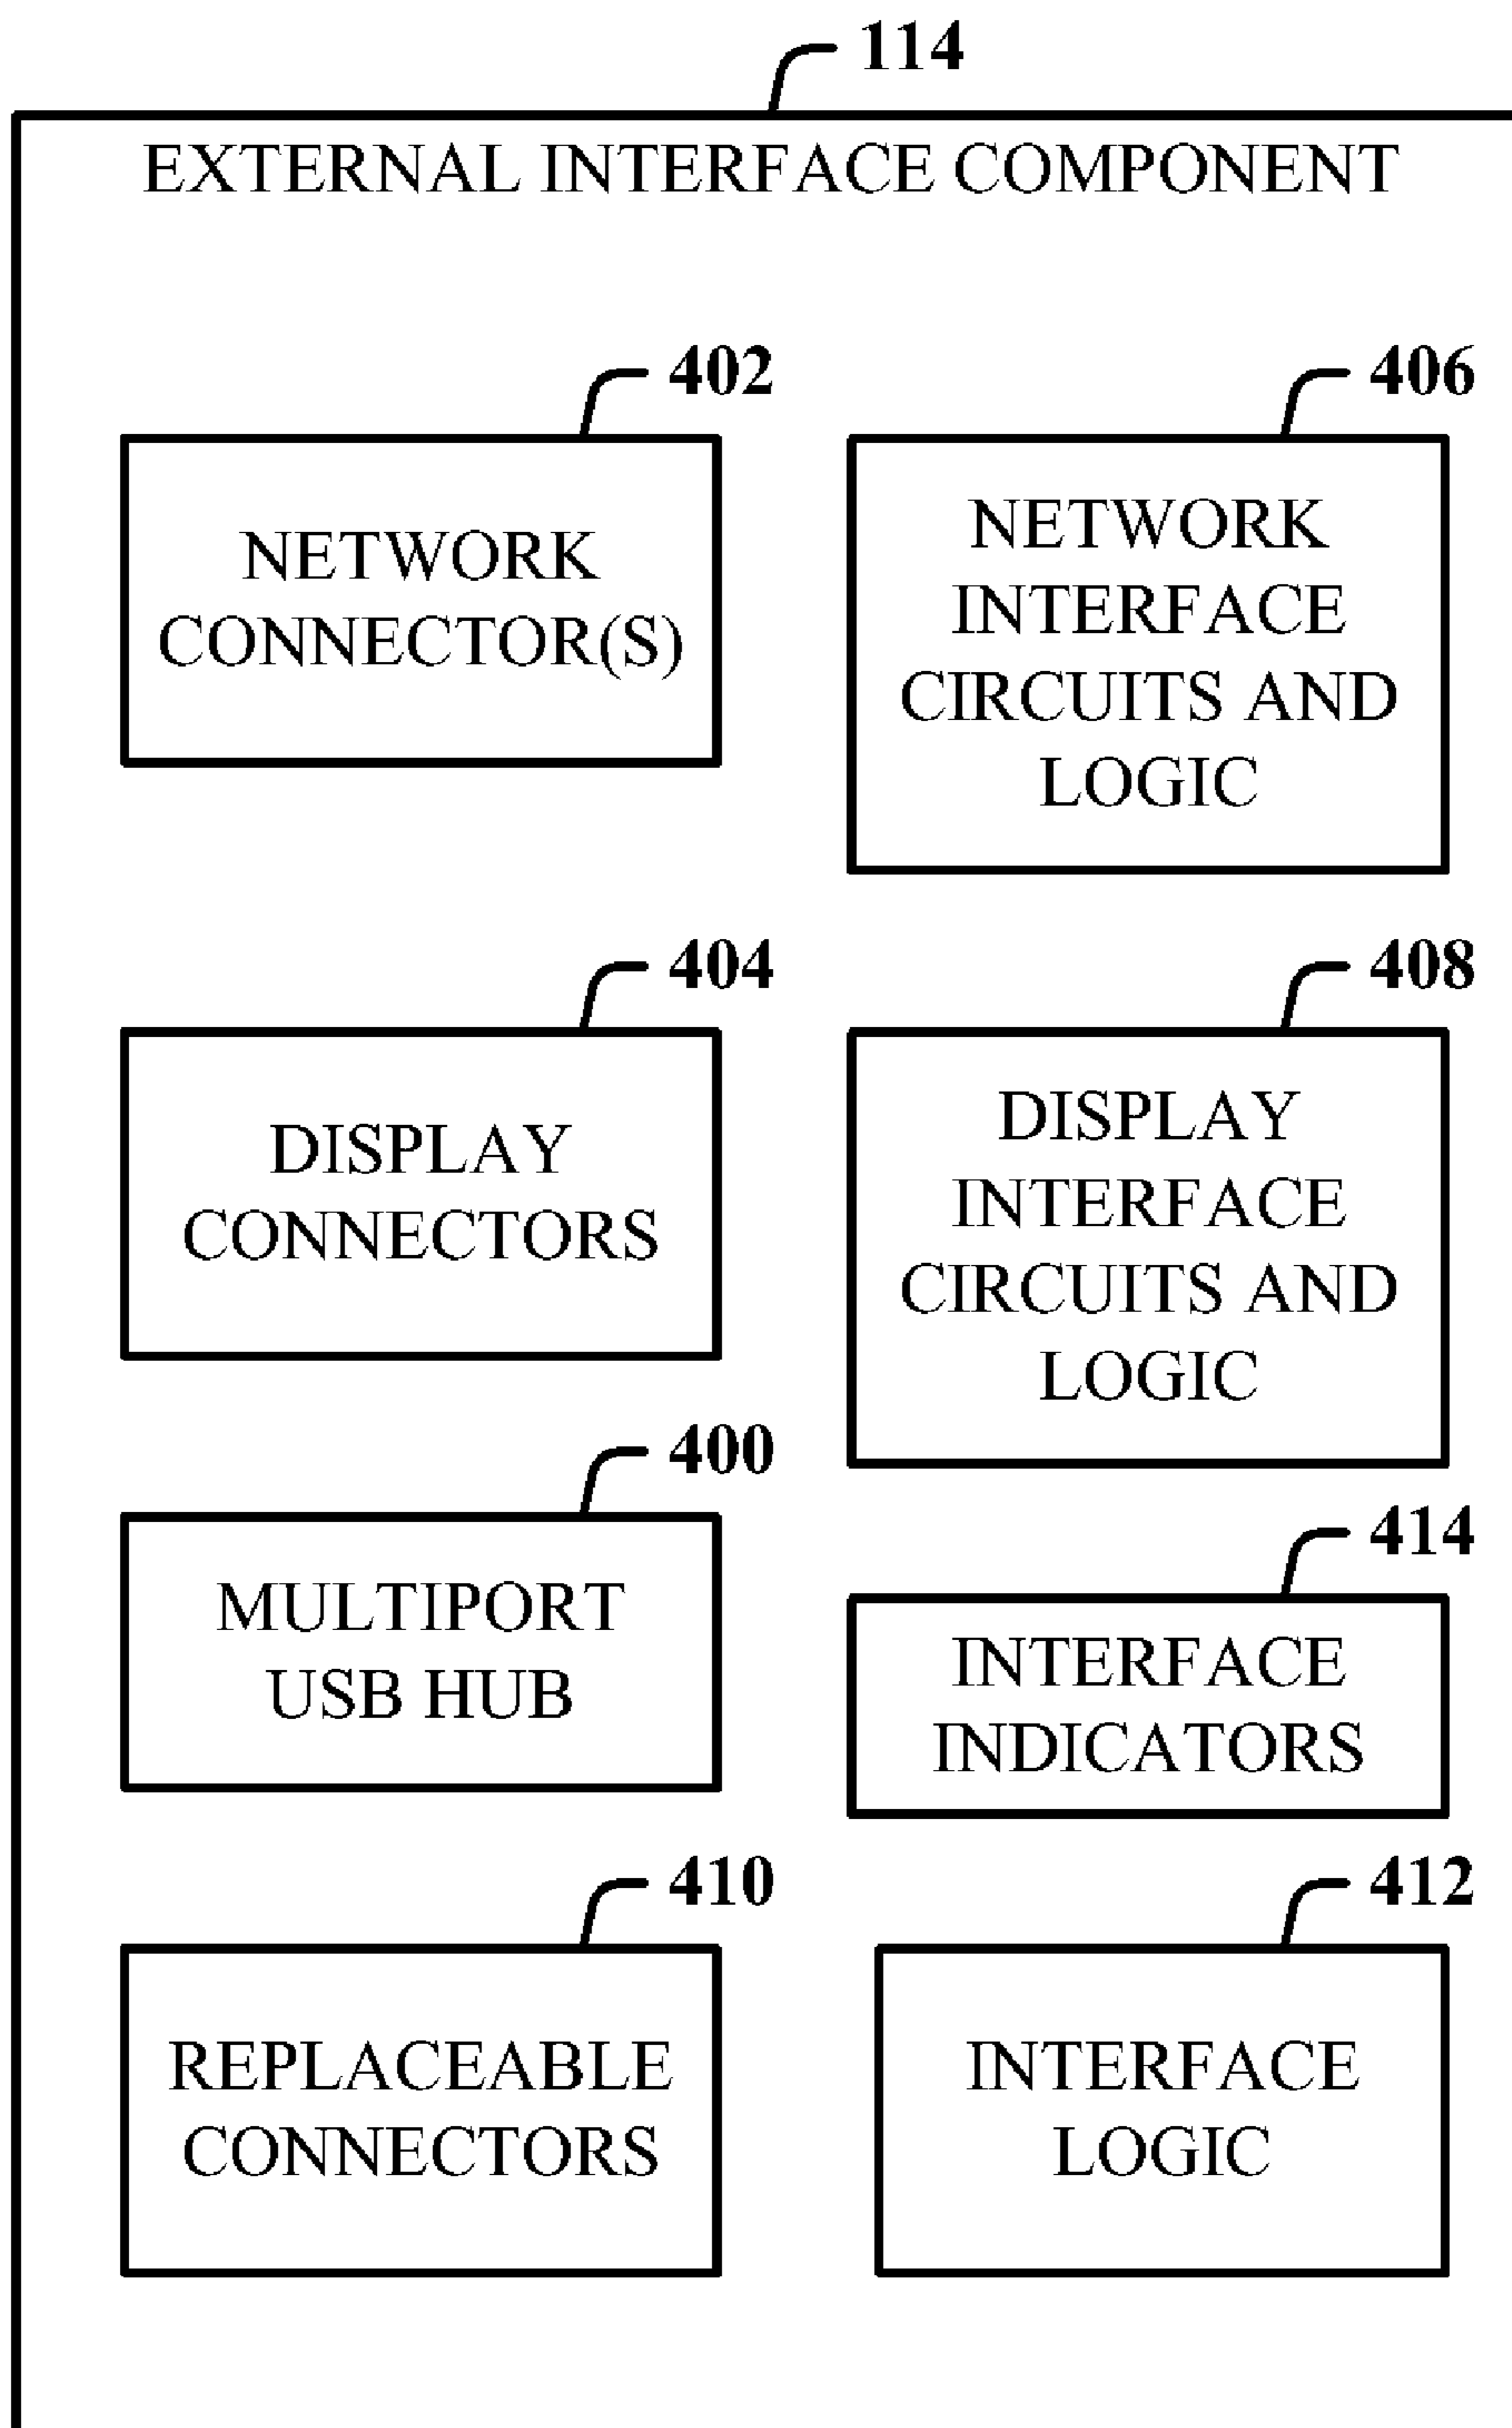 114
EXTERNAL INTERFACE COMPONENT
402
NETWORK
CONNECTOR(S)
406
NETWORK
INTERFACE
CIRCUITS AND
LOGIC
404
DISPLAY
CONNECTORS
408
DISPLAY
INTERFACE
CIRCUITS AND
LOGIC
400
MULTIPORT
USB HUB
414
INTERFACE
INDICATORS
410
REPLACEABLE
CONNECTORS
412
INTERFACE
LOGIC